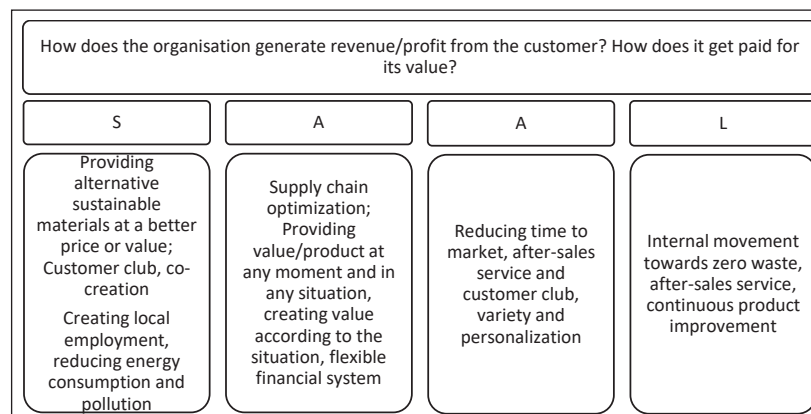 How does the organisation generate revenue/profit from the customer? How does it get paid for
its value?
S
A
A
L
Providing
alternative
sustainable
materials at a better
price or value;
Customer club, co-
creation
Creating local
employment,
reducing energy
consumption and
pollution
Supply chain
optimization;
Providing
value/product at
any moment and in
any situation,
creating value
according to the
situation, flexible
financial system
Reducing time to
market, after-sales
service and
customer club,
variety and
personalization
Internal movement
towards zero waste,
after-sales service,
continuous product
improvement